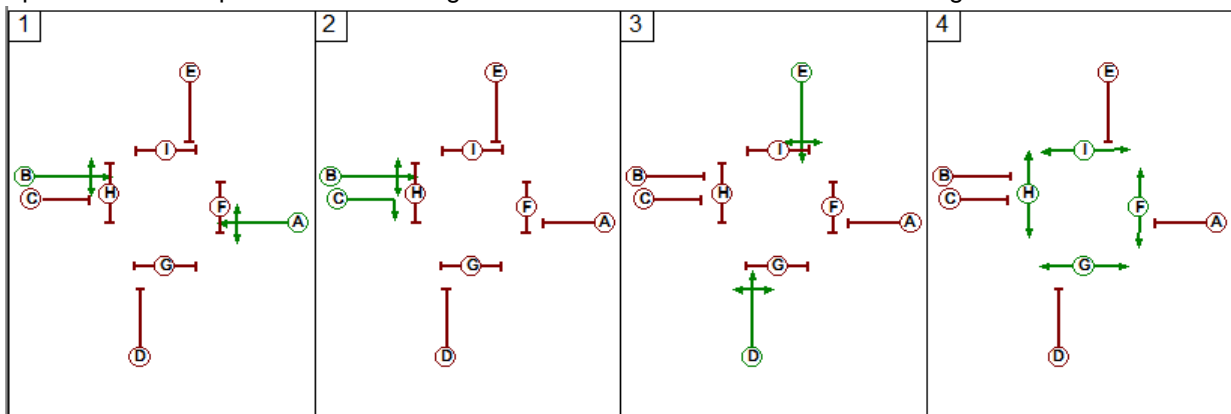 1 2 3 4
E E E E
I I I I
B B B B
C H C H C H C H
F F F F
A A A A
G G G G
D D D D